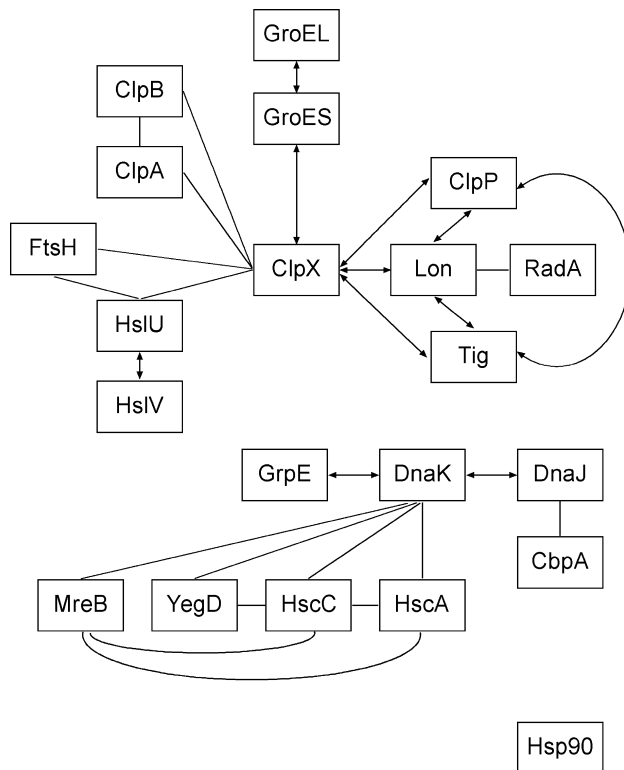 GroEL
ClpB
GroES
ClpA
ClpP
FtsH
ClpX
Lon
RadA
HslU
Tig
HslV
GrpE
DnaK
DnaJ
CbpA
MreB
YegD
HscC
HscA
Hsp90